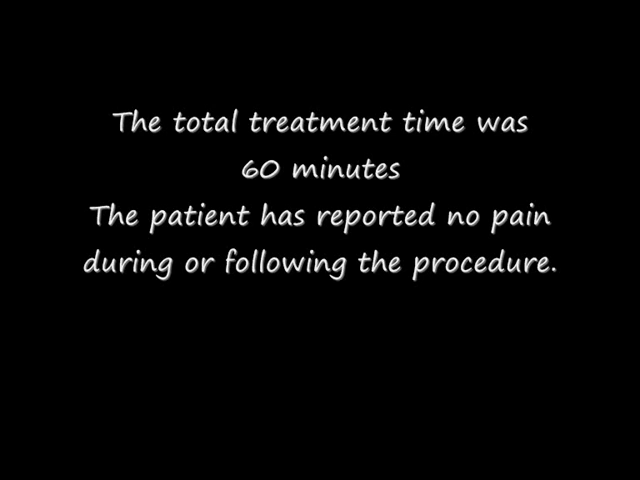 The total treatment time was
60 minutes
The patient has reported no pain
during or following the procedure.